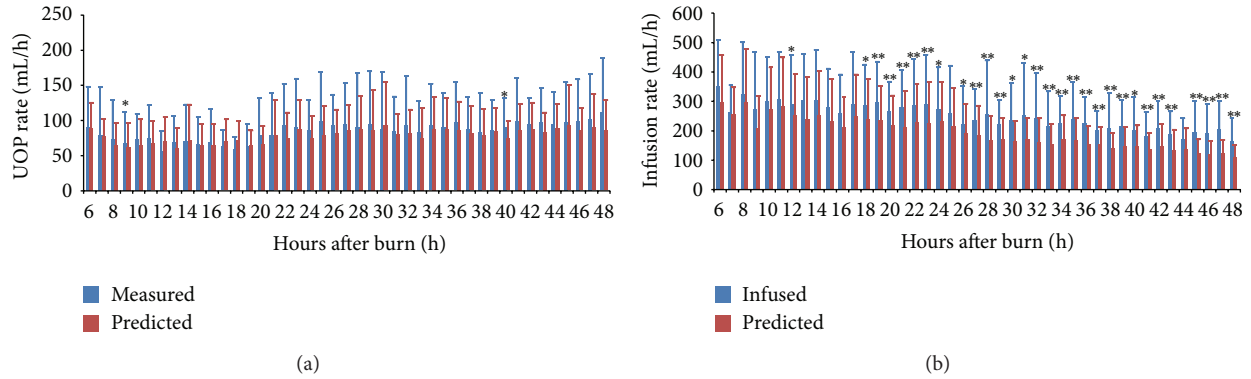 250
200
150
100
50
0
UOP rate (mL/h)
*
*
6 8 10 12 14 16 18 20 22 24 26 28 30 32 34 36 38 40 42 44 46 48
Hours after burn (h)
Measured
Predicted
(a)
600
500
400
300
200
100
0
Infusion rate (mL/h)
* * ** ** ** ** ** * * ** ** ** * * ** ** ** ** ** ** ** ** ** * ** ** ** ** ** ** **
6 8 10 12 14 16 18 20 22 24 26 28 30 32 34 36 38 40 42 44 46 48
Hours after burn (h)
Infused
Predicted
(b)